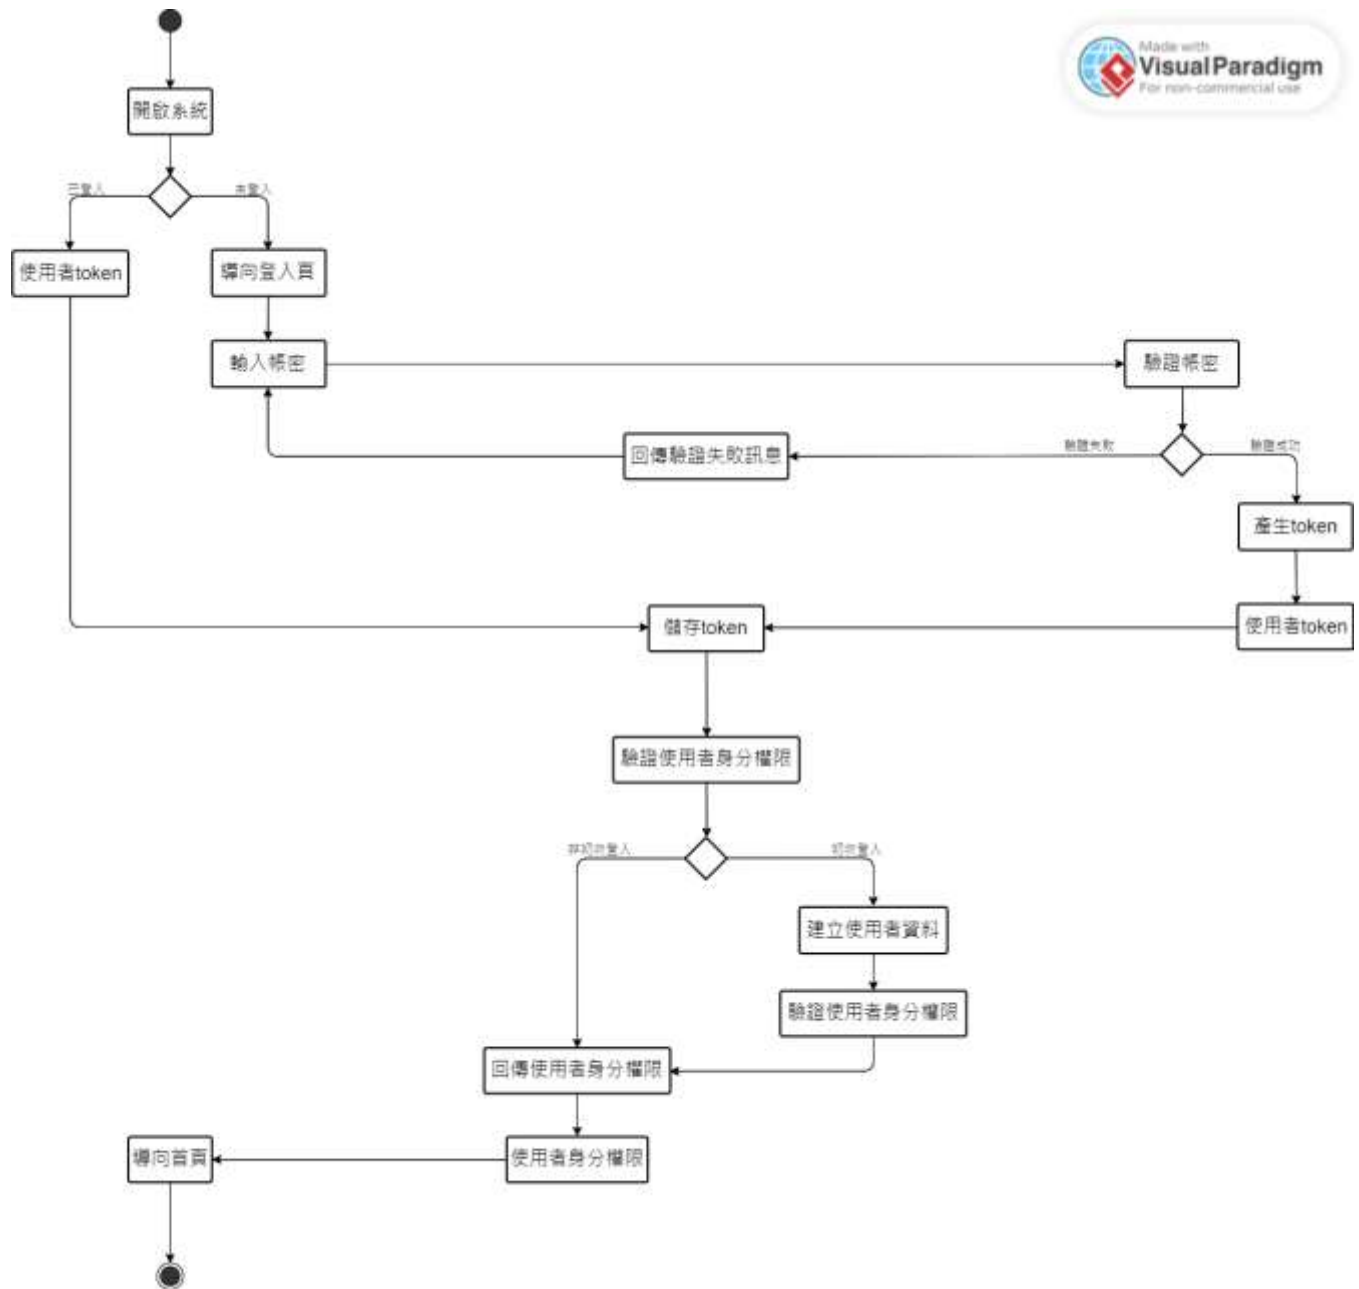 Made with
Visual Paradigm
For non-commercial use
開啟系統
已登入
未登入
使用者token
導向登入頁
輸入帳密
驗證帳密
回傳驗證失敗訊息
驗證失敗
驗證成功
產生token
儲存token
使用者token
驗證使用者身分權限
非初次登入
初次登入
建立使用者資料
驗證使用者身分權限
回傳使用者身分權限
導向首頁
使用者身分權限